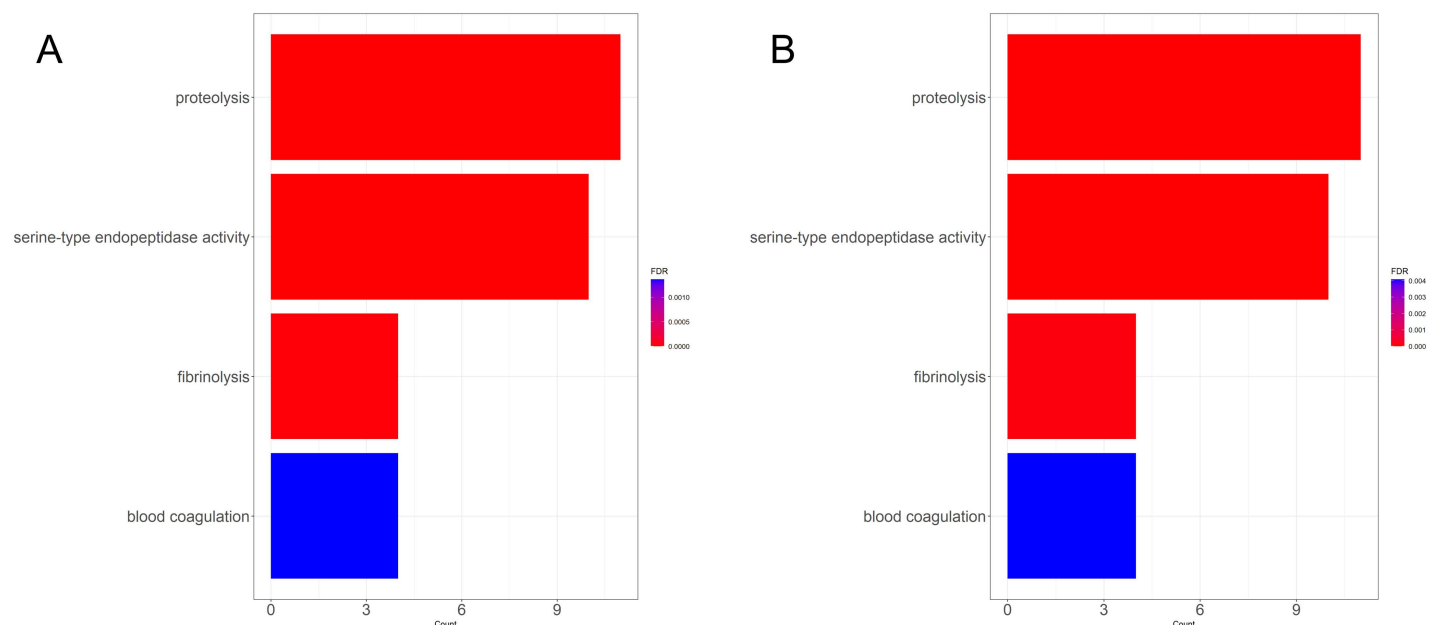 A
proteolysis
serine-type endopeptidase activity
fibrinolysis
blood coagulation
0 3 6 9
Count
FDR
0.0010
0.0005
0.0000
B
proteolysis
serine-type endopeptidase activity
fibrinolysis
blood coagulation
0 3 6 9
Count
FDR
0.004
0.003
0.002
0.001
0.000